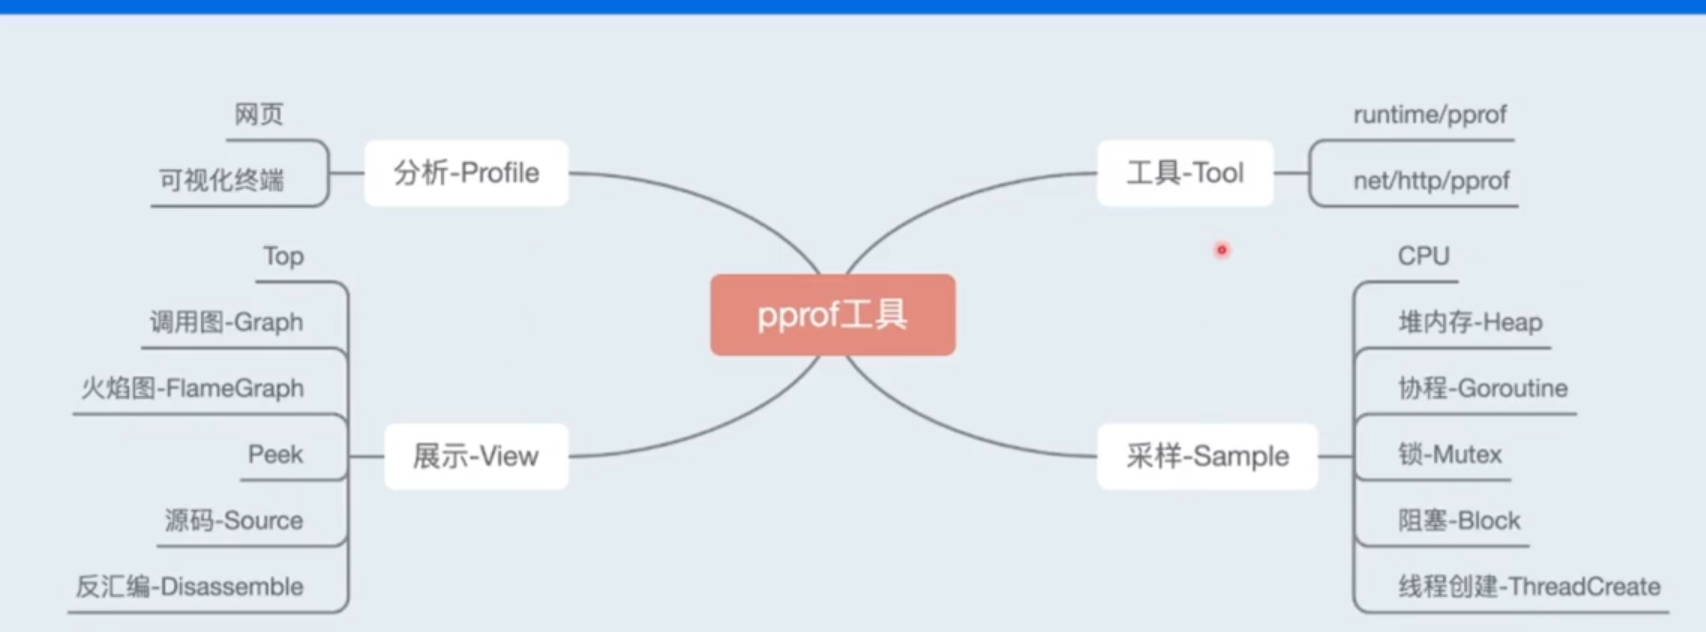 网页
可视化终端
分析-Profile
Top
调用图-Graph
火焰图-FlameGraph
Peek
源码-Source
反汇编-Disassemble
展示-View
pprof工具
工具-Tool
runtime/pprof
net/http/pprof
采样-Sample
CPU
堆内存-Heap
协程-Goroutine
锁-Mutex
阻塞-Block
线程创建-ThreadCreate